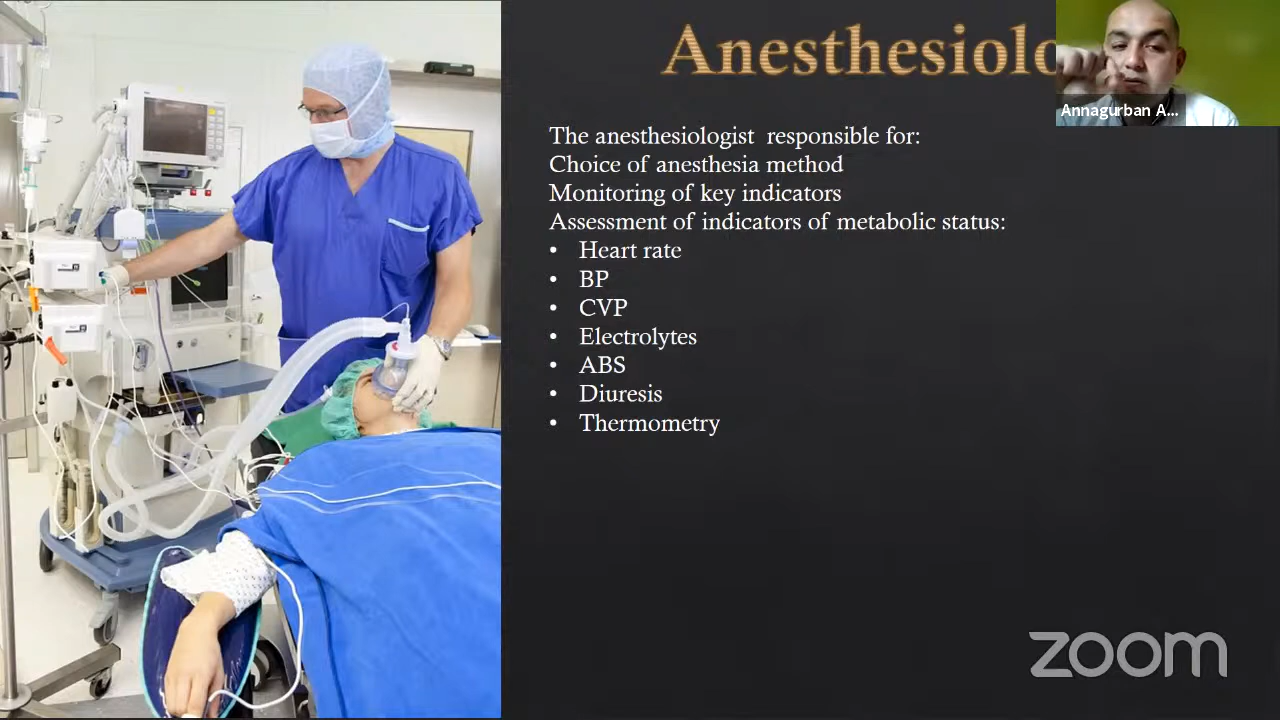 Anesthesiolo
Annagurban A...
The anesthesiologist responsible for:
Choice of anesthesia method
Monitoring of key indicators
Assessment of indicators of metabolic status:
• Heart rate
• BP
• CVP
• Electrolytes
• ABS
• Diuresis
• Thermometry
zoom